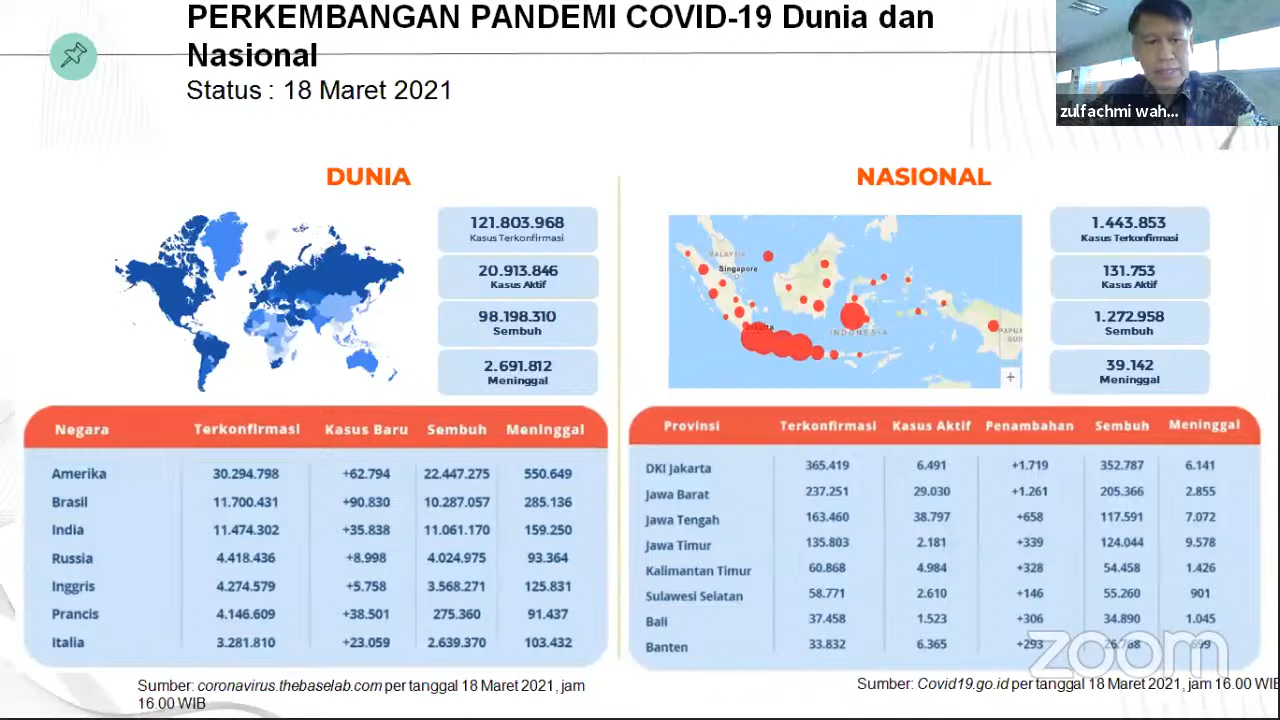 PERKEMBANGAN PANDEMI COVID-19 Dunia dan
Nasional
Status : 18 Maret 2021
zulfachmi wah...
DUNIA
121.803.968
Kasus Terkonfirmasi
20.913.846
Kasus Aktif
98.198.310
Sembuh
2.691.812
Meninggal
NASIONAL
MALAYSIA
Singapore
Jakarta
INDONESIA
PAPUA
GUIN
+
1.443.853
Kasus Terkonfirmasi
131.753
Kasus Aktif
1.272.958
Sembuh
39.142
Meninggal
Negara Terkonfirmasi Kasus Baru Sembuh Meninggal
Amerika 30.294.798 +62.794 22.447.275 550.649
Brasil 11.700.431 +90.830 10.287.057 285.136
India 11.474.302 +35.838 11.061.170 159.250
Russia 4.418.436 +8.998 4.024.975 93.364
Inggris 4.274.579 +5.758 3.568.271 125.831
Prancis 4.146.609 +38.501 275.360 91.437
Italia 3.281.810 +23.059 2.639.370 103.432
Sumber: coronavirus.thebaselab.com per tanggal 18 Maret 2021, jam
16.00 WIB
Provinsi Terkonfirmasi Kasus Aktif Penambahan Sembuh Meninggal
DKI Jakarta 365.419 6.491 +1.719 352.787 6.141
Jawa Barat 237.251 29.030 +1.261 205.366 2.855
Jawa Tengah 163.460 38.797 +658 117.591 7.072
Jawa Timur 135.803 2.181 +339 124.044 9.578
Kalimantan Timur 60.868 4.984 +328 54.458 1.426
Sulawesi Selatan 58.771 2.610 +146 55.260 901
Bali 37.458 1.523 +306 34.890 1.045
Banten 33.832 6.365 +293
zoom
Sumber: Covid19.go.id per tanggal 18 Maret 2021, jam 16.00 WIB